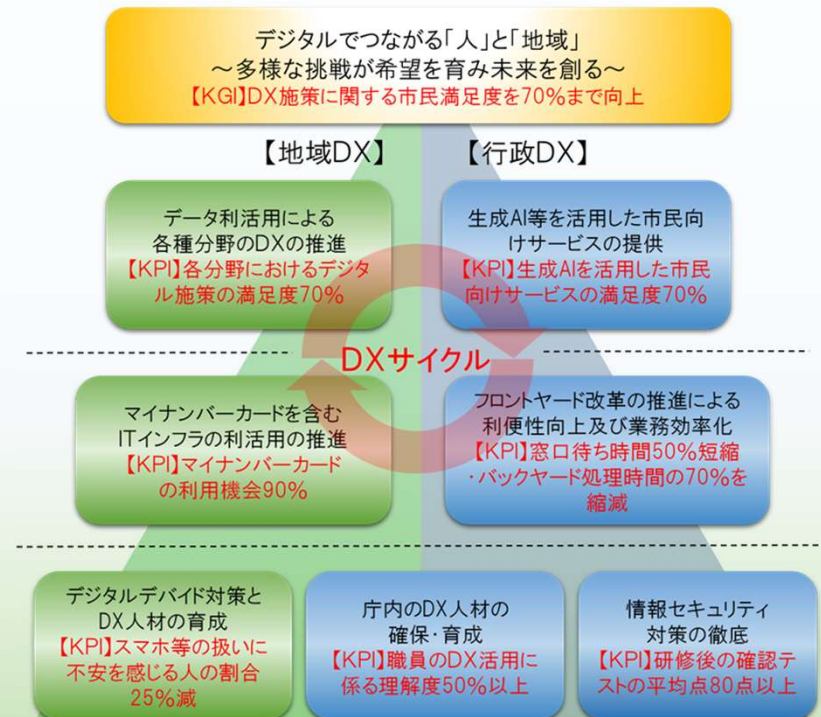 デジタルでつながる「人」と「地域」
～多様な挑戦が希望を育み未来を創る～
【KGI】DX施策に関する市民満足度を70%まで向上
【地域DX】
【行政DX】
データ利活用による
各種分野のDXの推進
【KPI】各分野におけるデジタ
ル施策の満足度70%
生成AI等を活用した市民向
けサービスの提供
【KPI】生成AIを活用した市民
向けサービスの満足度70%
DXサイクル
マイナンバーカードを含む
ITインフラの利活用の推進
【KPI】マイナンバーカード
の利用機会90%
フロントヤード改革の推進による
利便性向上及び業務効率化
【KPI】窓口待ち時間50%短縮
・バックヤード処理時間の70%を
縮減
デジタルデバイド対策と
DX人材の育成
【KPI】スマホ等の扱いに
不安を感じる人の割合
25%減
庁内のDX人材の
確保・育成
【KPI】職員のDX活用に
係る理解度50%以上
情報セキュリティ
対策の徹底
【KPI】研修後の確認テ
ストの平均点80点以上